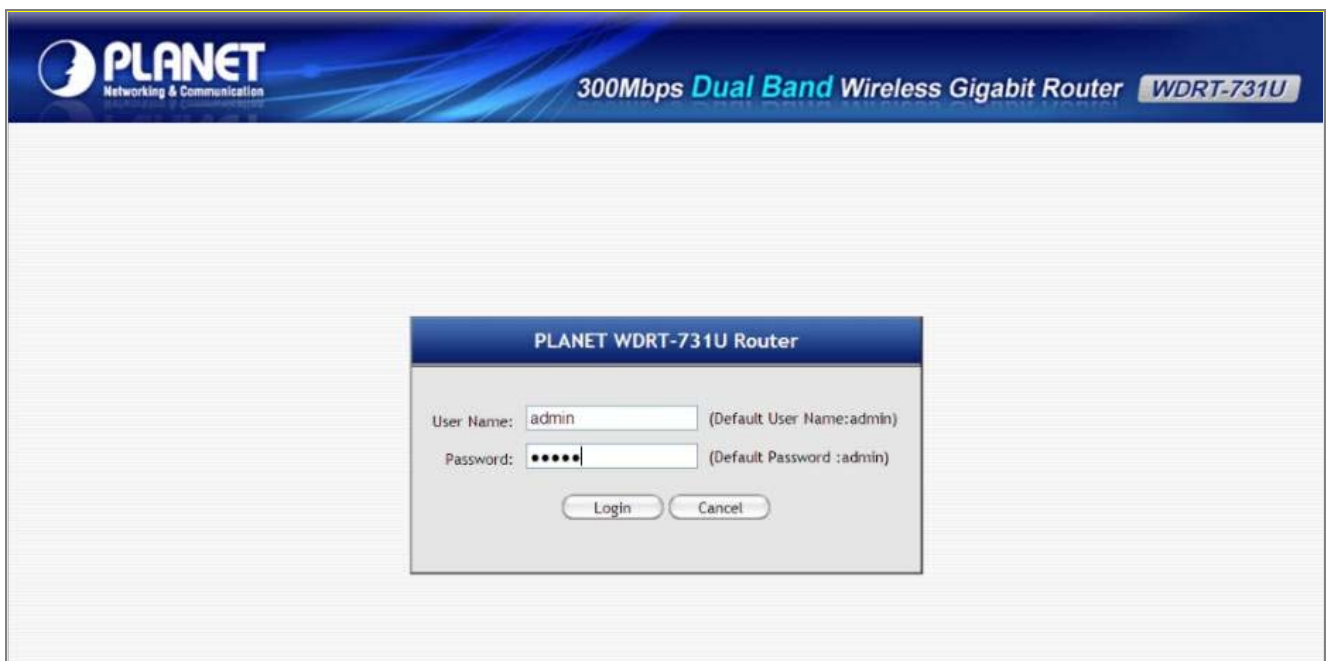 PLANET
Networking & Communication
300Mbps Dual Band Wireless Gigabit Router WDRT-731U
PLANET WDRT-731U Router
User Name: admin (Default User Name:admin)
Password: ••••• (Default Password :admin)
Login Cancel